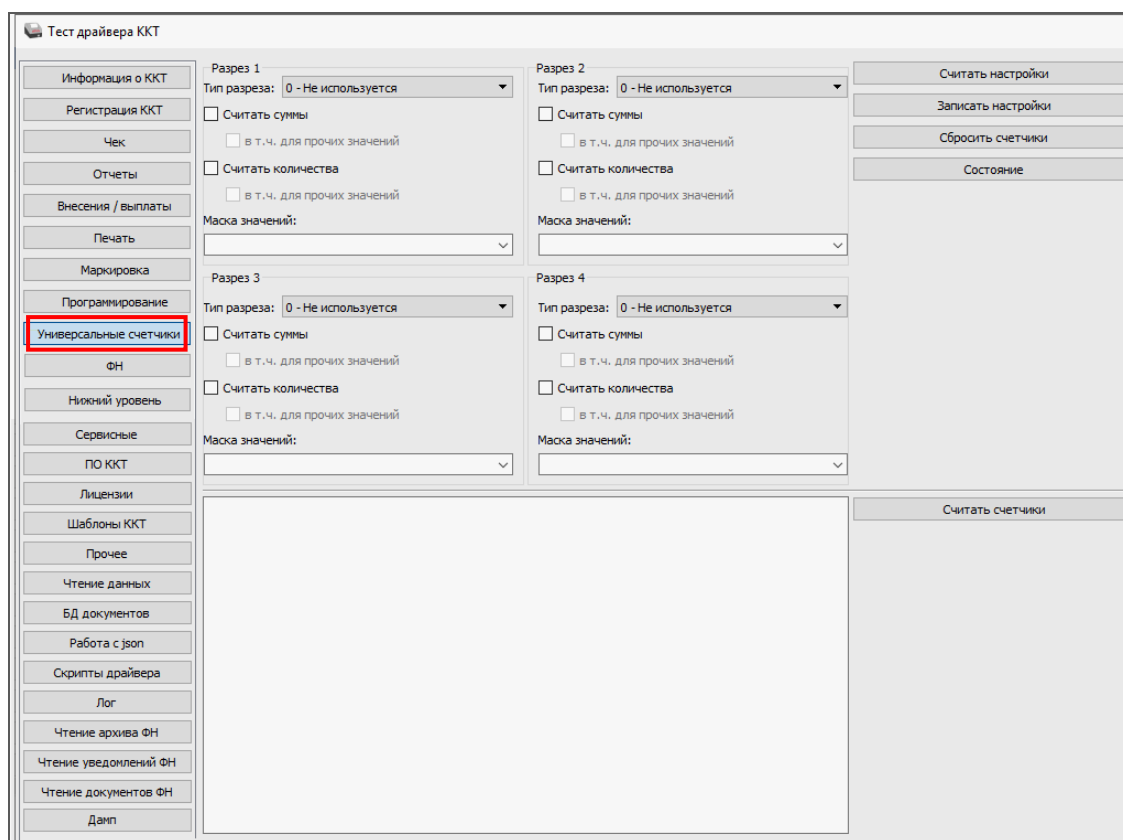 Тест драйвера ККТ
Информация о ККТ
Регистрация ККТ
Чек
Отчеты
Внесения / выплаты
Печать
Маркировка
Программирование
Универсальные счетчики
ФН
Нижний уровень
Сервисные
ПО ККТ
Лицензии
Шаблоны ККТ
Прочее
Чтение данных
БД документов
Работа с json
Скрипты драйвера
Лог
Чтение архива ФН
Чтение уведомлений ФН
Чтение документов ФН
Дамп
Разрез 1
Тип разреза: 0 - Не используется
Считать суммы
в т.ч. для прочих значений
Считать количества
в т.ч. для прочих значений
Маска значений:
Разрез 2
Тип разреза: 0 - Не используется
Считать суммы
в т.ч. для прочих значений
Считать количества
в т.ч. для прочих значений
Маска значений:
Разрез 3
Тип разреза: 0 - Не используется
Считать суммы
в т.ч. для прочих значений
Считать количества
в т.ч. для прочих значений
Маска значений:
Разрез 4
Тип разреза: 0 - Не используется
Считать суммы
в т.ч. для прочих значений
Считать количества
в т.ч. для прочих значений
Маска значений:
Считать настройки
Записать настройки
Сбросить счетчики
Состояние
Считать счетчики